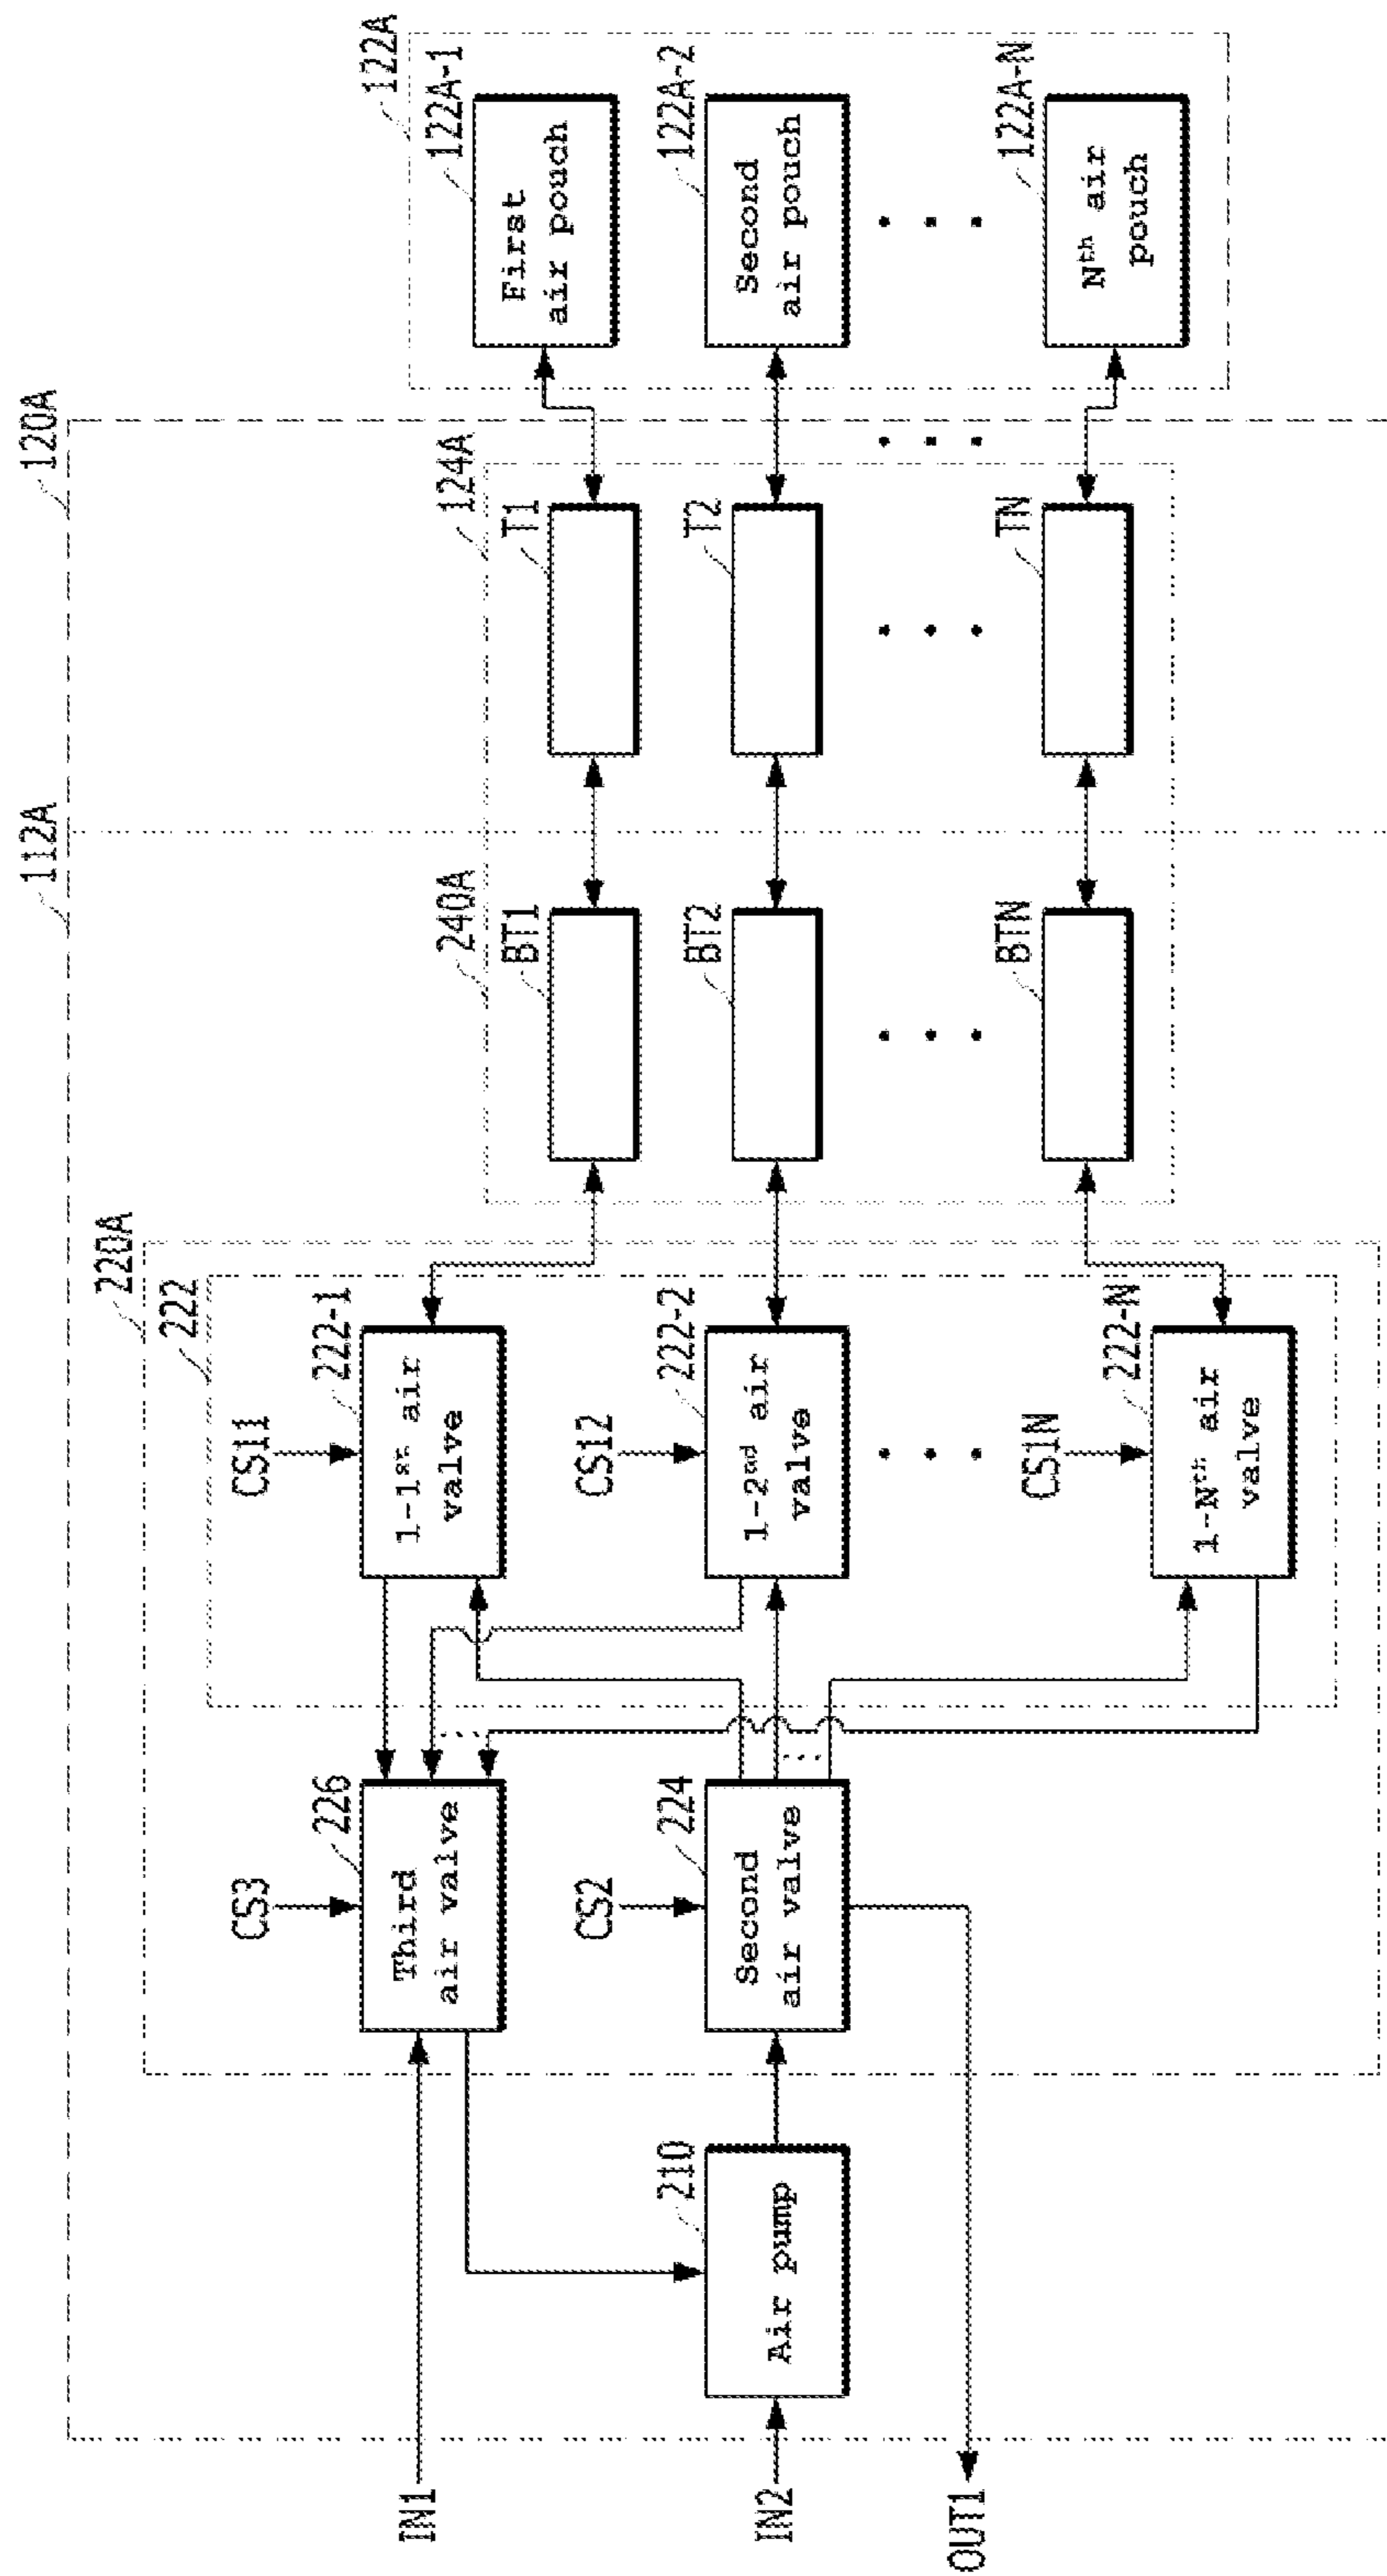 120A
112A
122A
122A-1
First
air pouch
122A-2
Second
air pouch
122A-N
Nth air
pouch
124A
T1
T2
TN
240A
BT1
BT2
BTN
220A
222
CS11
222-1
1-1st air
valve
CS12
222-2
1-2nd air
valve
CS1N
222-N
1-Nth air
valve
CS3
226
Third
air valve
CS2
224
Second
air valve
210
Air pump
IN1
IN2
OUT1